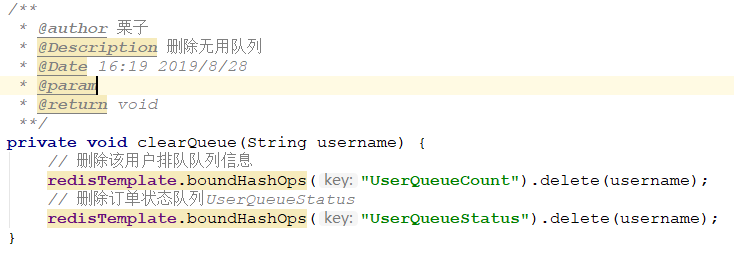 /**
 * @author 栗子
 * @Description 删除无用队列
 * @Date 16:19 2019/8/28
 * @param
 * @return void
 **/
private void clearQueue(String username) {
    // 删除该用户排队队列信息
    redisTemplate.boundHashOps( key: "UserQueueCount").delete(username);
    // 删除订单状态队列UserQueueStatus
    redisTemplate.boundHashOps( key: "UserQueueStatus").delete(username);
}